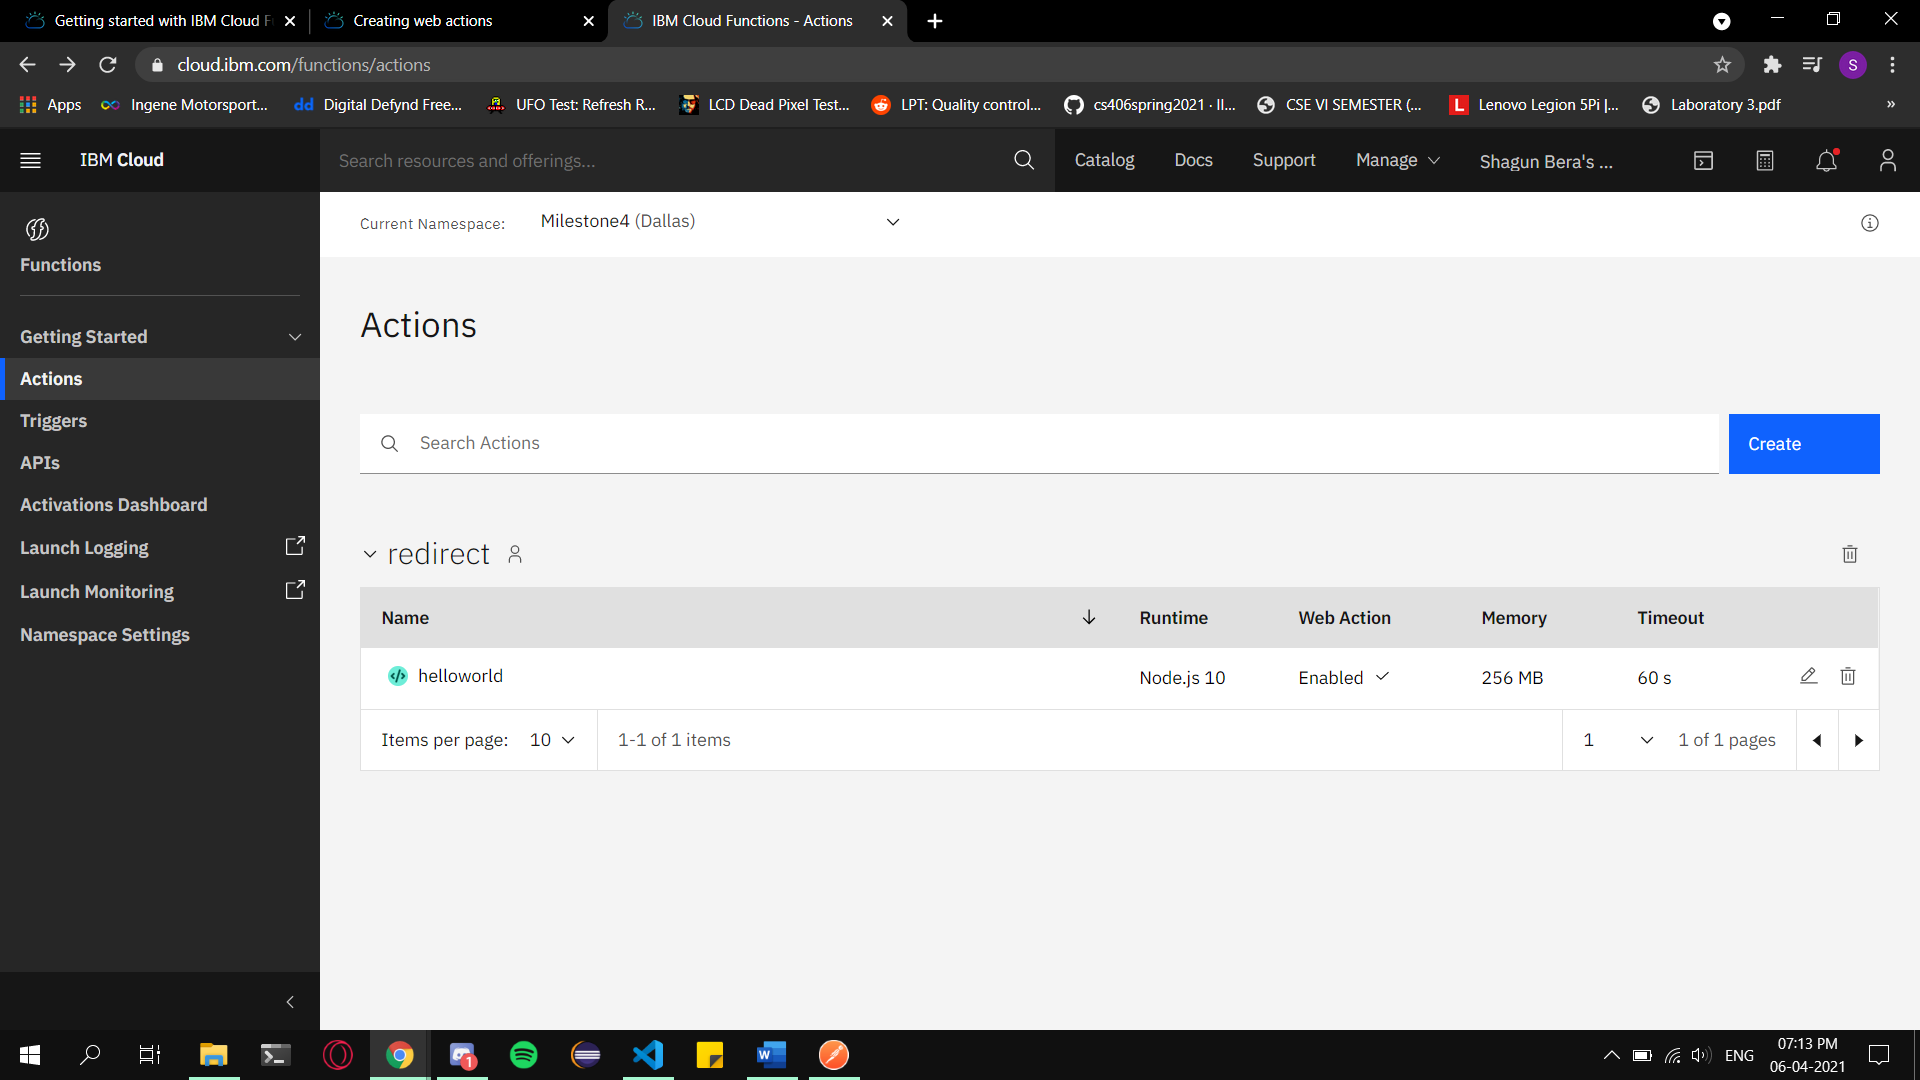 Getting started with IBM Cloud F
Creating web actions
IBM Cloud Functions - Actions
cloud.ibm.com/functions/actions
S
Apps
Ingene Motorsport...
dd
Digital Defynd Free...
UFO Test: Refresh R...
LCD Dead Pixel Test...
LPT: Quality control...
cs406spring2021 · II...
CSE VI SEMESTER (...
L
Lenovo Legion 5Pi |...
Laboratory 3.pdf
»
IBM Cloud
Search resources and offerings...
Catalog
Docs
Support
Manage
Shagun Bera's ...
Functions
Getting Started
Actions
Triggers
APIs
Activations Dashboard
Launch Logging
Launch Monitoring
Namespace Settings
Current Namespace:
Milestone4 (Dallas)
Actions
Search Actions
Create
redirect
Name
Runtime
Web Action
Memory
Timeout
helloworld
Node.js 10
Enabled
256 MB
60 s
Items per page:
10
1-1 of 1 items
1
1 of 1 pages
1
W
ENG
07:13 PM
06-04-2021